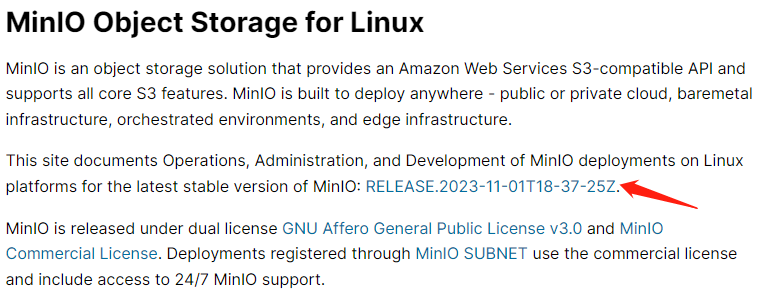 MinIO Object Storage for Linux
MinIO is an object storage solution that provides an Amazon Web Services S3-compatible API and
supports all core S3 features. MinIO is built to deploy anywhere - public or private cloud, baremetal
infrastructure, orchestrated environments, and edge infrastructure.
This site documents Operations, Administration, and Development of MinIO deployments on Linux
platforms for the latest stable version of MinIO: RELEASE.2023-11-01T18-37-25Z.
MinIO is released under dual license GNU Affero General Public License v3.0 and MinIO
Commercial License. Deployments registered through MinIO SUBNET use the commercial license
and include access to 24/7 MinIO support.